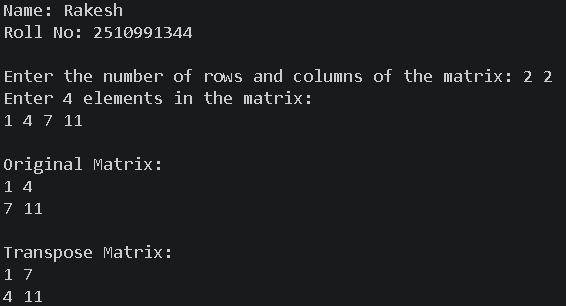 Name: Rakesh
Roll No: 2510991344
Enter the number of rows and columns of the matrix: 2 2
Enter 4 elements in the matrix:
1 4 7 11
Original Matrix:
1 4
7 11
Transpose Matrix:
1 7
4 11